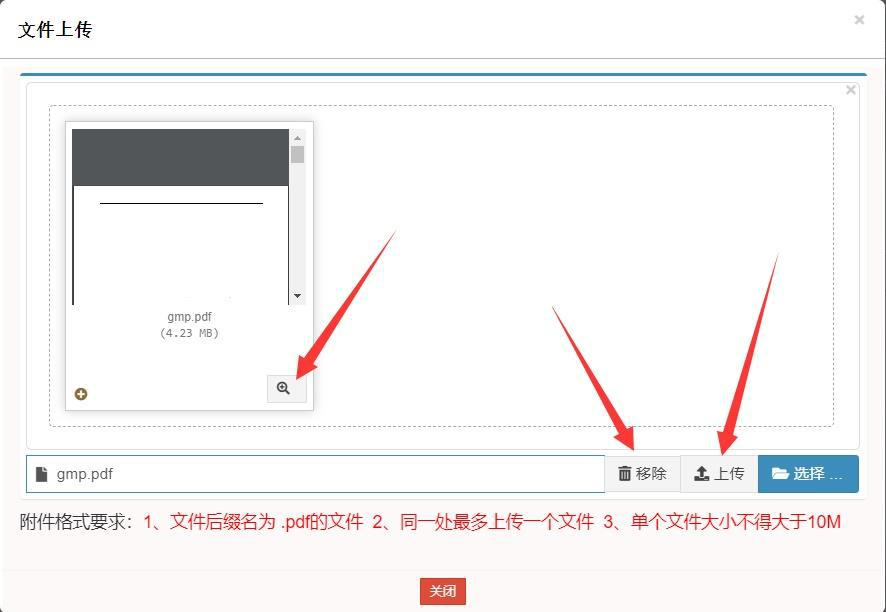 文件上传
gmp.pdf
(4.23 MB)
gmp.pdf
移除
上传
选择 ...
附件格式要求：1、文件后缀名为 .pdf的文件 2、同一处最多上传一个文件 3、单个文件大小不得大于10M
关闭